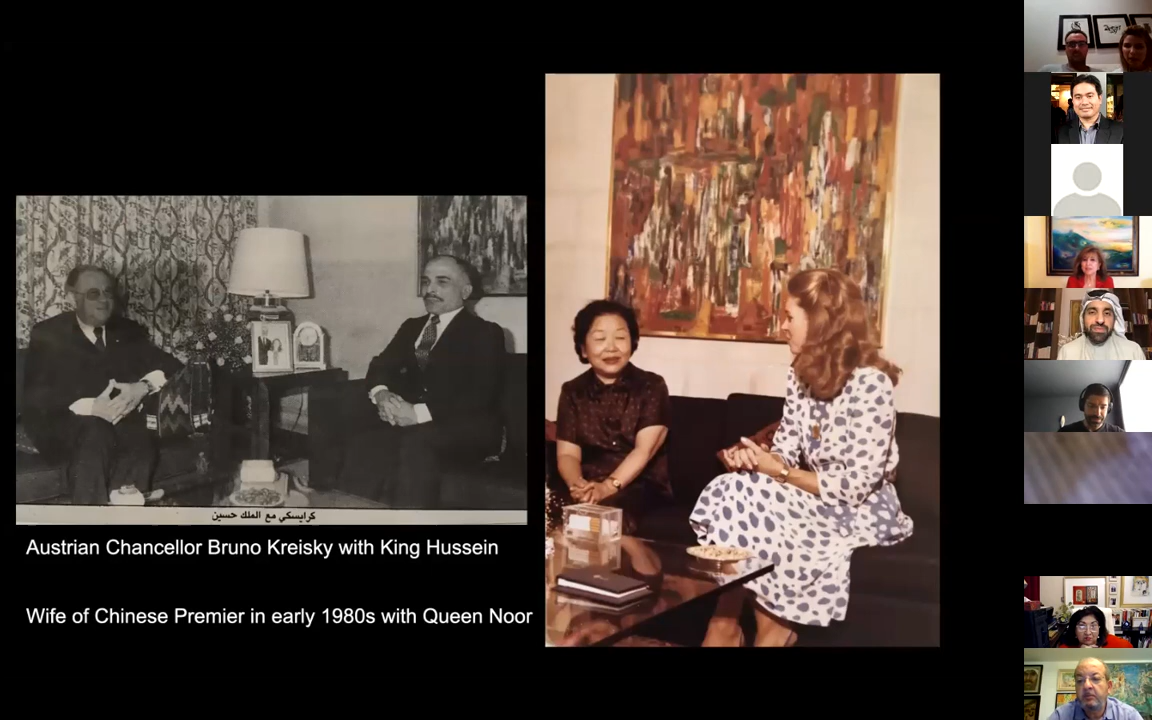 كرايسكي مع الملك حسين
Austrian Chancellor Bruno Kreisky with King Hussein
Wife of Chinese Premier in early 1980s with Queen Noor